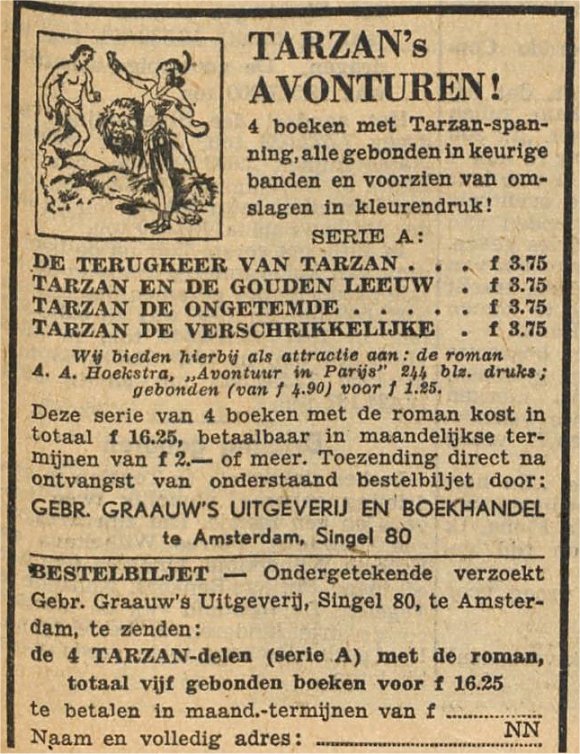 TARZAN's
AVONTUREN!
4 boeken met Tarzan-span-
ning, alle gebonden in keurige
banden en voorzien van om-
slagen in kleurendruk!
SERIE A:
DE TERUGKEER VAN TARZAN . . . f 3.75
TARZAN EN DE GOUDEN LEEUW . f 3.75
TARZAN DE ONGETEMDE . . . . . f 3.75
TARZAN DE VERSCHRIKKELIJKE . f 3.75
Wij bieden hierbij als attractie aan: de roman
A. A. Hoekstra, „Avontuur in Parijs” 244 blz. druks;
gebonden (van f 4.90) voor f 1.25.
Deze serie van 4 boeken met de roman kost in
totaal f 16.25, betaalbaar in maandelijkse ter-
mijnen van f 2.— of meer. Toezending direct na
ontvangst van onderstaand bestelbiljet door:
GEBR. GRAAUW'S UITGEVERIJ EN BOEKHANDEL
te Amsterdam, Singel 80
BESTELBILJET — Ondergetekende verzoekt
Gebr. Graauw's Uitgeverij, Singel 80, te Amster-
dam, te zenden:
de 4 TARZAN-delen (serie A) met de roman,
totaal vijf gebonden boeken voor f 16.25
te betalen in maand.-termijnen van f ................
NN
Naam en volledig adres: ................................